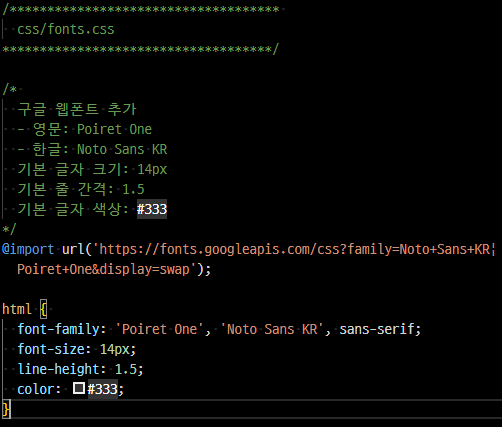 /************************************
css/fonts.css
************************************/
/*
구글 웹폰트 추가
- 영문: Poiret One
- 한글: Noto Sans KR
기본 글자 크기: 14px
기본 줄 간격: 1.5
기본 글자 색상: #333
*/
@import url('https://fonts.googleapis.com/css?family=Noto+Sans+KR|
Poiret+One&display=swap');
html {
font-family: 'Poiret One', 'Noto Sans KR', sans-serif;
font-size: 14px;
line-height: 1.5;
color: #333;
}